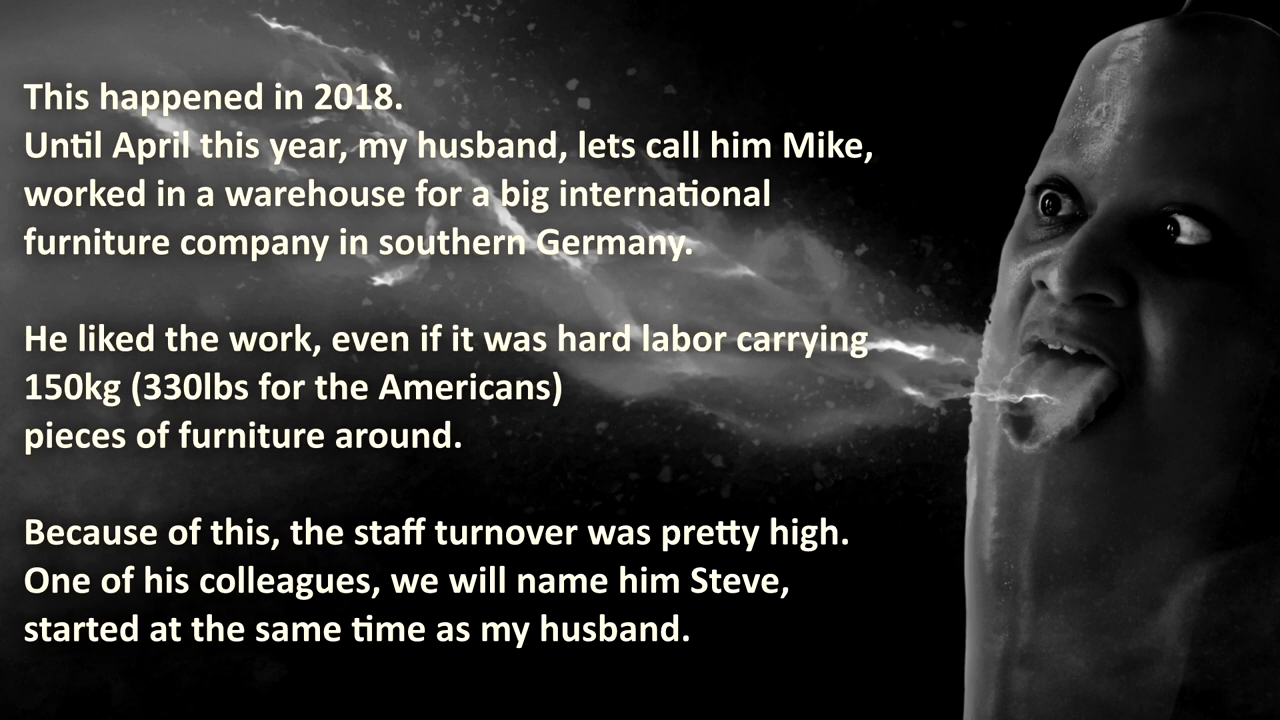 This happened in 2018.
Until April this year, my husband, lets call him Mike,
worked in a warehouse for a big international
furniture company in southern Germany.
He liked the work, even if it was hard labor carrying
150kg (330lbs for the Americans)
pieces of furniture around.
Because of this, the staff turnover was pretty high.
One of his colleagues, we will name him Steve,
started at the same time as my husband.